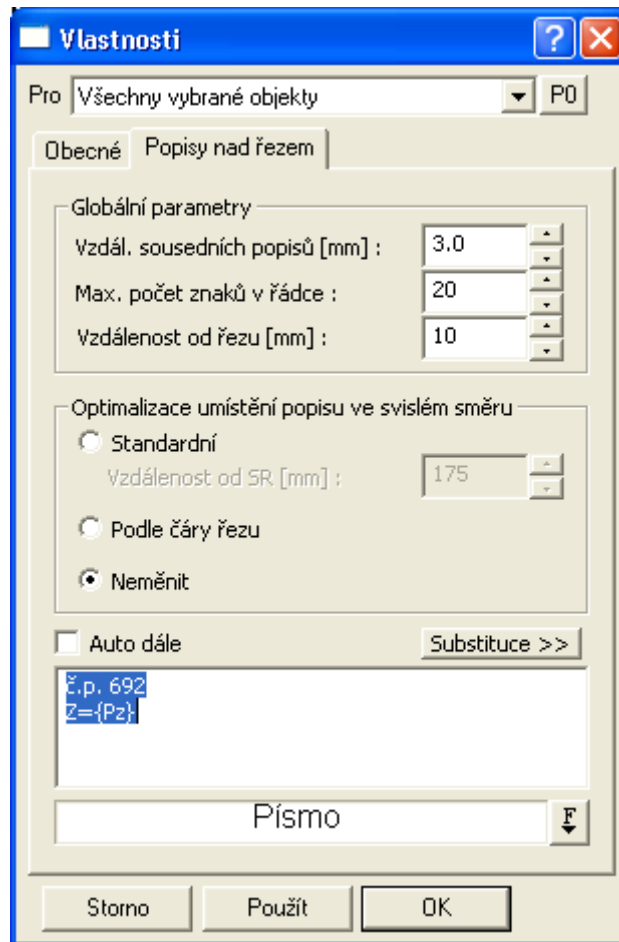 Vlastnosti
Pro Všechny vybrané objekty P0
Obecné Popisy nad řezem
Globální parametry
Vzdál. sousedních popisů [mm] : 3.0
Max. počet znaků v řádce : 20
Vzdálenost od řezu [mm] : 10
Optimalizace umístění popisu ve svislém směru
Standardní
Vzdálenost od SR [mm] : 175
Podle čáry řezu
Neměnit
Auto dále Substituce >>
č.p. 692
Z={Pz}
Písmo F
Storno Použít OK